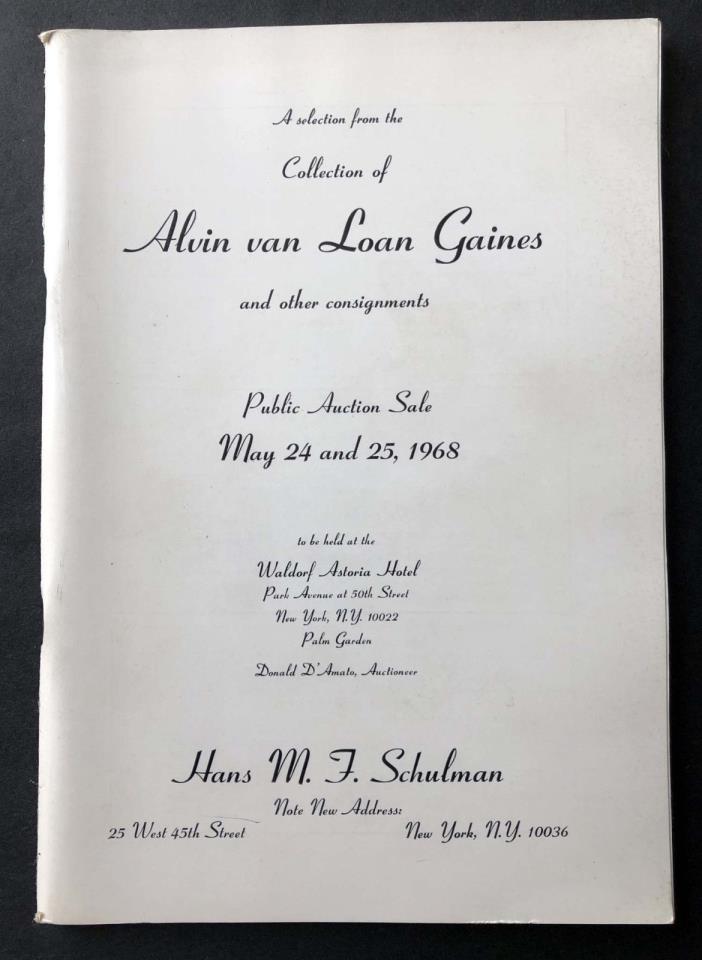 A selection from the
Collection of
Alvin van Loan Gaines
and other consignments
Public Auction Sale
May 24 and 25, 1968
to be held at the
Waldorf Astoria Hotel
Park Avenue at 50th Street
New York, N.Y. 10022
Palm Garden
Donald D'Amato, Auctioneer
Hans M. F. Schulman
Note New Address:
25 West 45th Street New York, N.Y. 10036